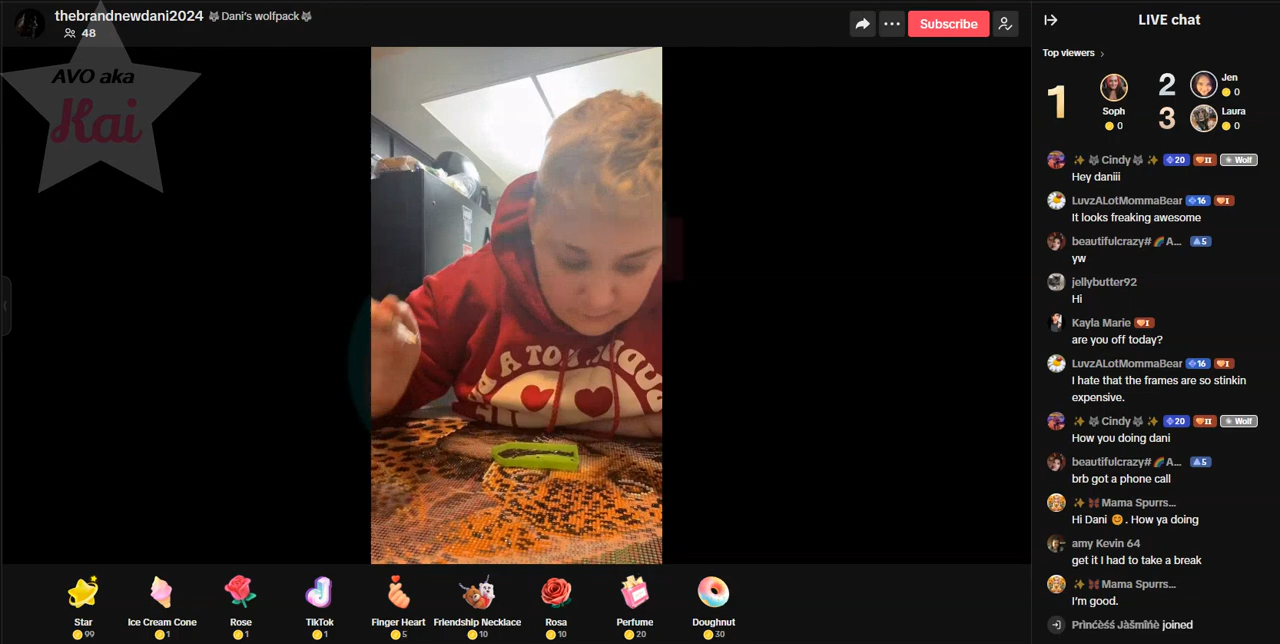 thebrandnewdani2024 🐺Dani's wolfpack🐺
48
Subscribe
AVO aka
Kai
Star
99
Ice Cream Cone
1
Rose
1
TikTok
1
Finger Heart
5
Friendship Necklace
10
Rosa
10
Perfume
20
Doughnut
30
LIVE chat
Top viewers
1
Soph
0
2
Jen
0
3
Laura
0
✨🐺Cindy🐺✨ 20 II Wolf
Hey daniii
LuvzALotMommaBear 16 I
It looks freaking awesome
beautifulcrazy#🌈A... 5
yw
jellybutter92
Hi
Kayla Marie I
are you off today?
LuvzALotMommaBear 16 I
I hate that the frames are so stinkin
expensive.
✨🐺Cindy🐺✨ 20 II Wolf
How you doing dani
beautifulcrazy#🌈A... 5
brb got a phone call
✨🦋Mama Spurrs...
Hi Dani 😊. How ya doing
amy Kevin 64
get it I had to take a break
✨🦋Mama Spurrs...
I'm good.
Prìnćèśś Jàšmîńè joined